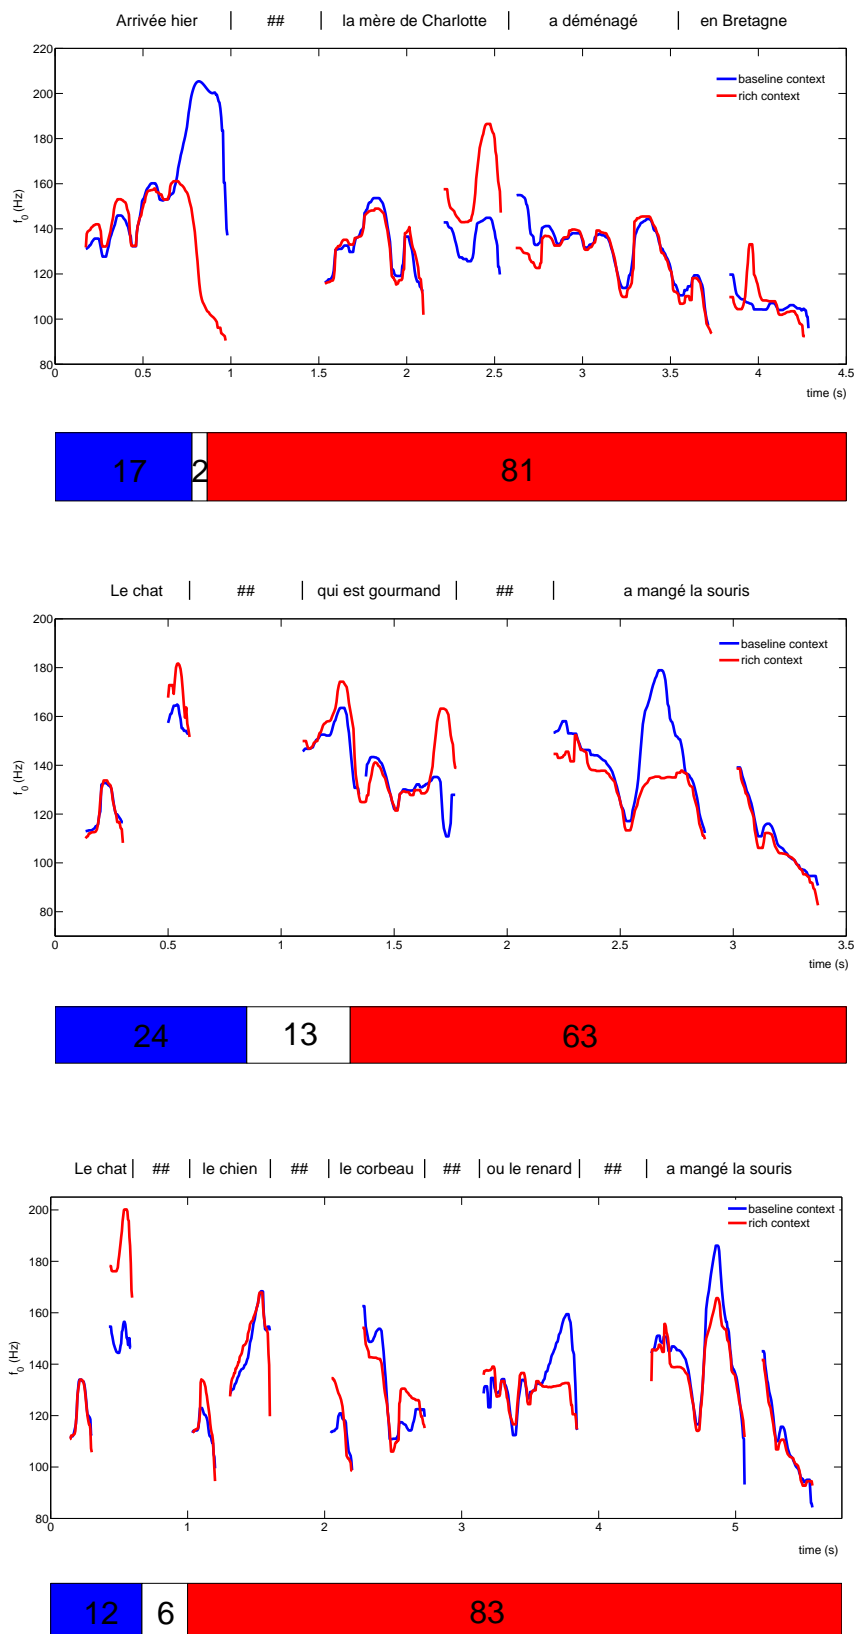 Arrivée hier | ## | la mère de Charlotte | a déménagé | en Bretagne
220
200
180
160
140
120
100
80
f0 (Hz)
baseline context
rich context
0 0.5 1 1.5 2 2.5 3 3.5 4 4.5
time (s)
17 2 81
Le chat | ## | qui est gourmand | ## | a mangé la souris
200
180
160
140
120
100
80
f0 (Hz)
baseline context
rich context
0 0.5 1 1.5 2 2.5 3 3.5
time (s)
24 13 63
Le chat | ## | le chien | ## | le corbeau | ## | ou le renard | ## | a mangé la souris
200
180
160
140
120
100
80
f0 (Hz)
baseline context
rich context
0 1 2 3 4 5
time (s)
12 6 83